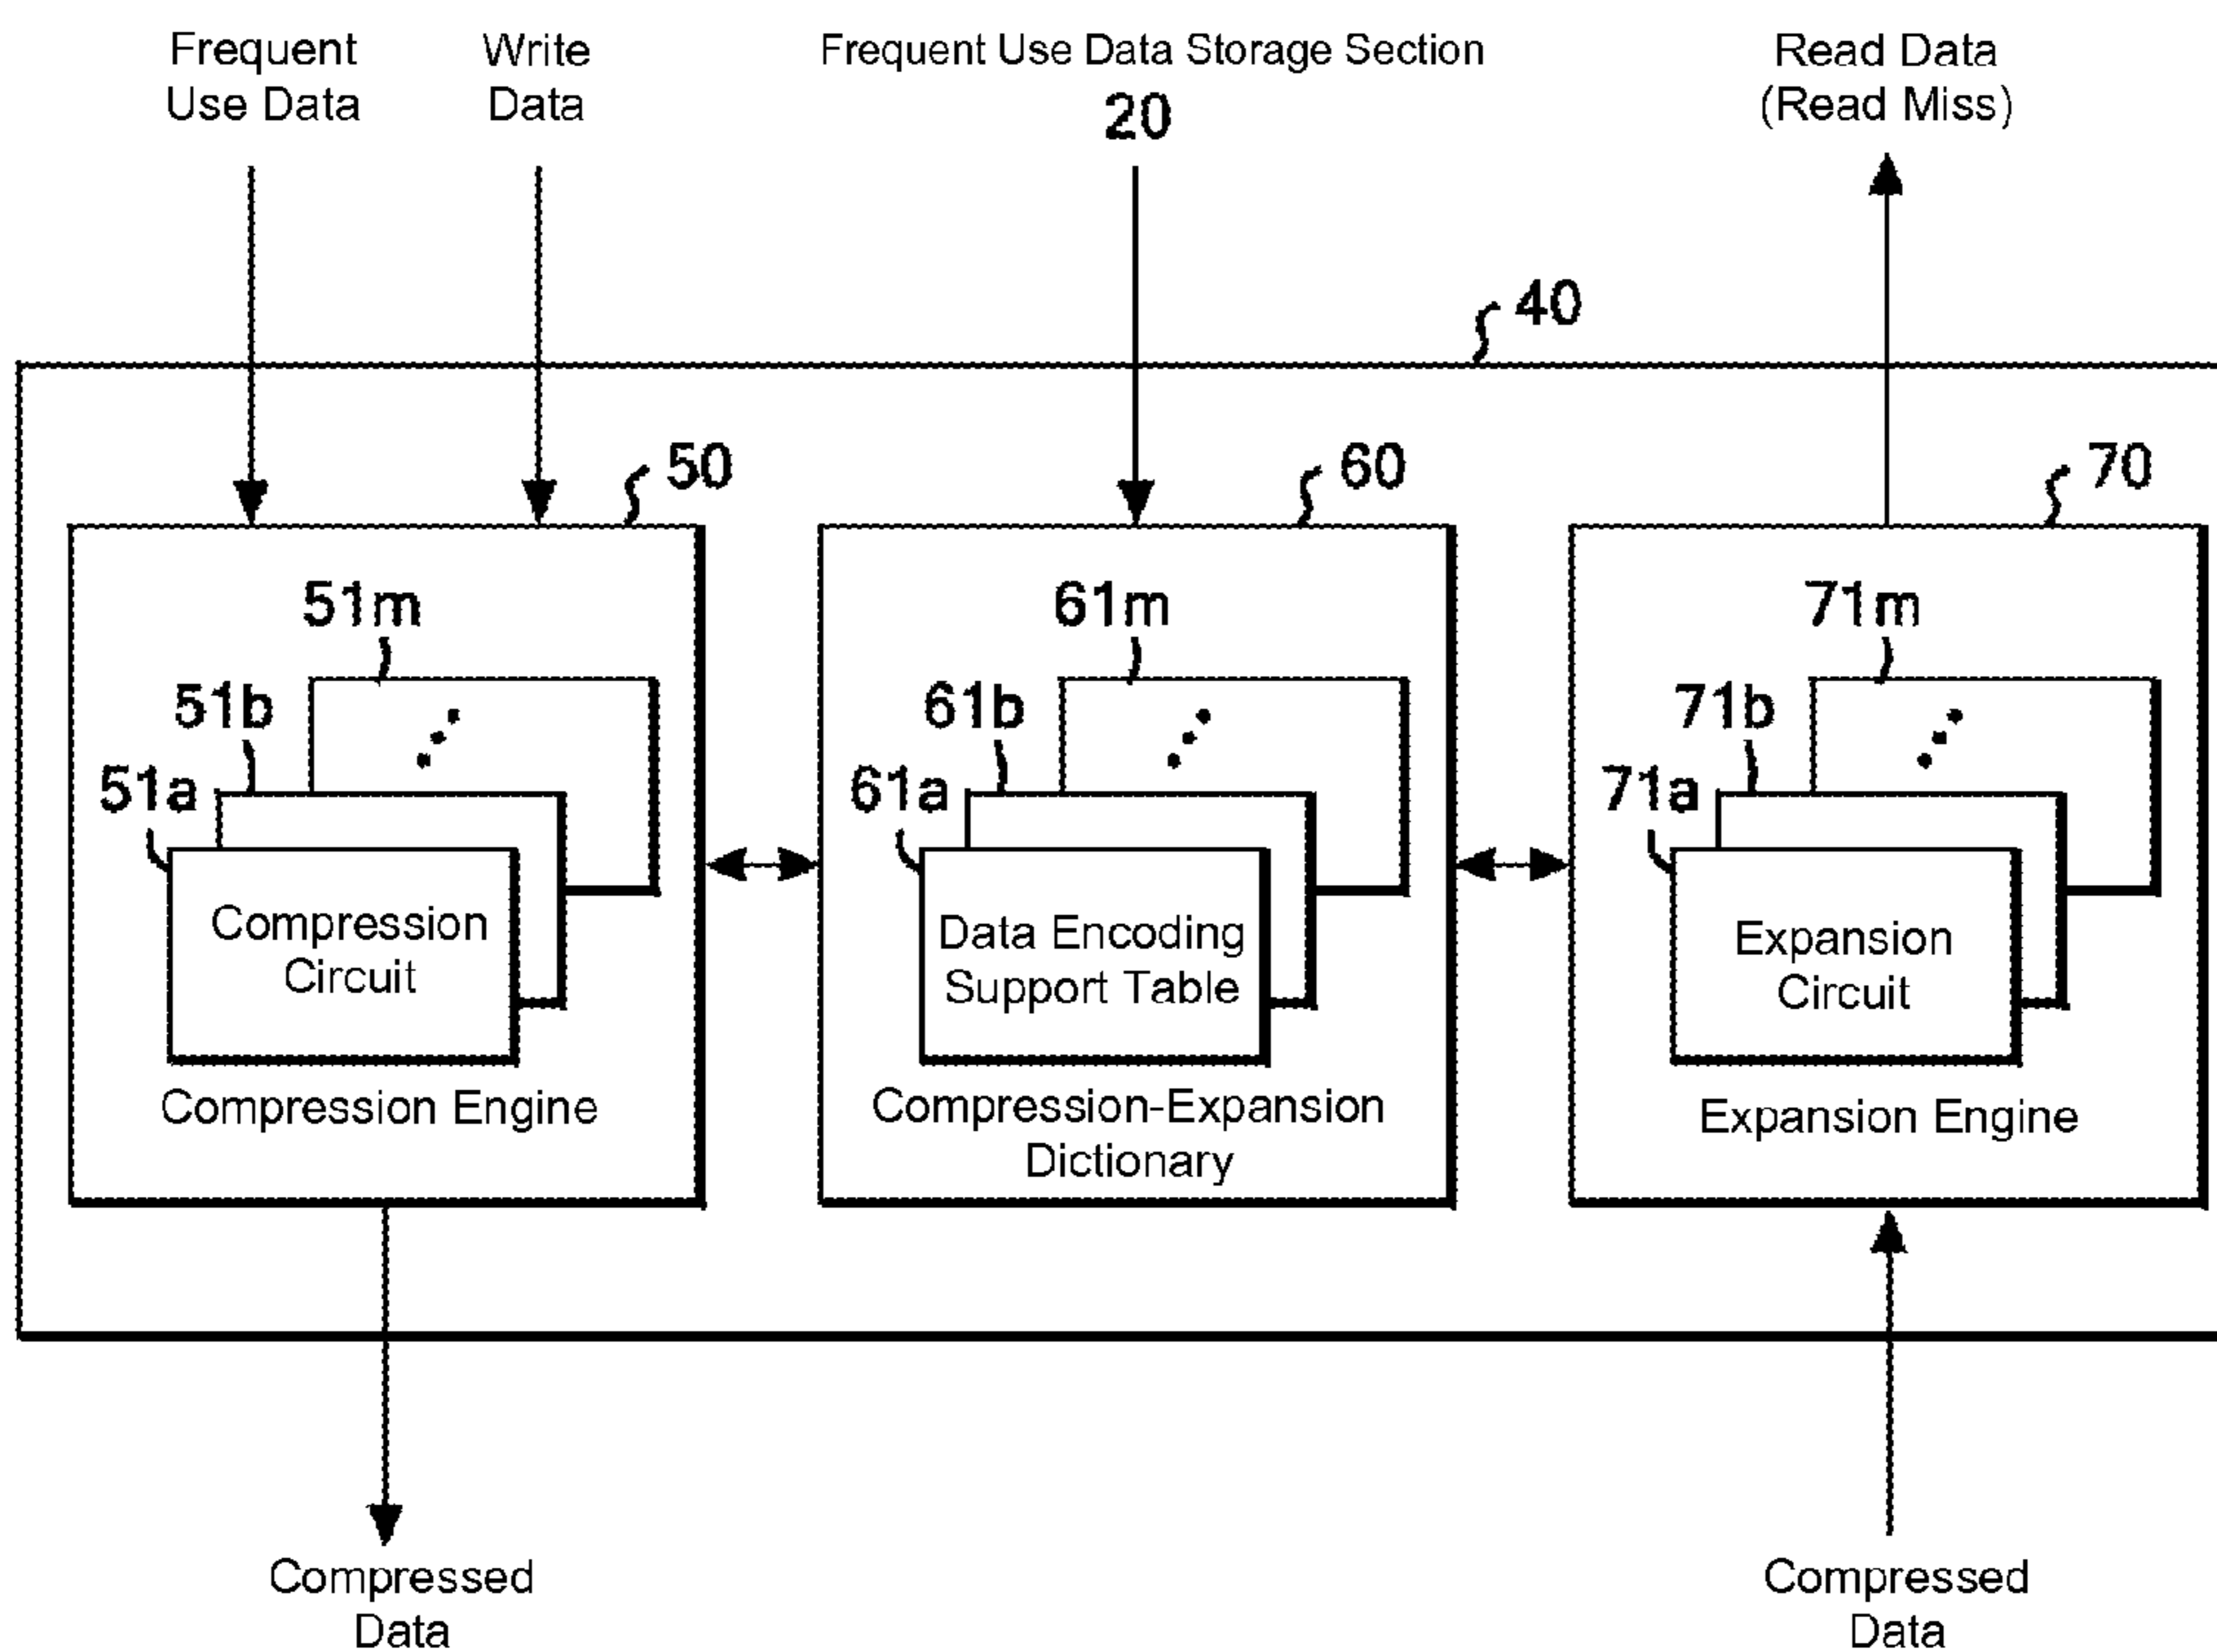 Frequent
Use Data
Write
Data
Frequent Use Data Storage Section
20
Read Data
(Read Miss)
40
50
60
70
51m
51b
51a
Compression
Circuit
Compression Engine
61m
61b
61a
Data Encoding
Support Table
Compression-Expansion
Dictionary
71m
71b
71a
Expansion
Circuit
Expansion Engine
Compressed
Data
Compressed
Data